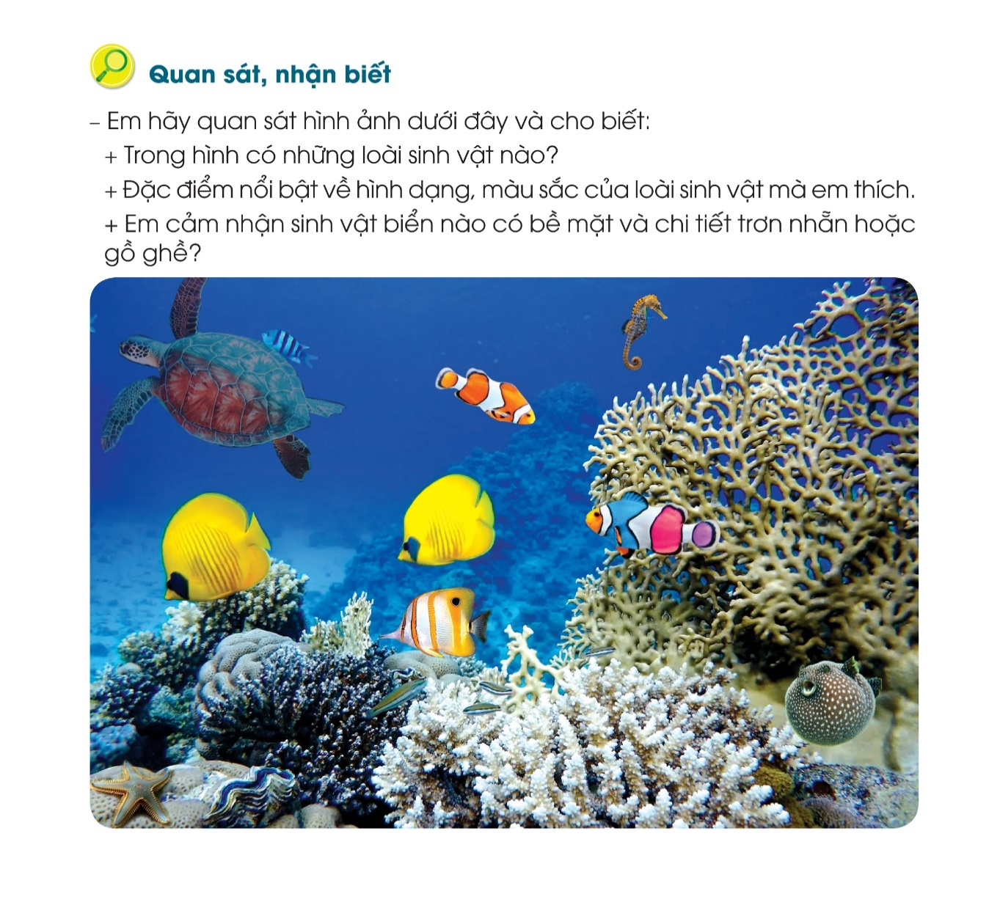 Quan sát, nhận biết
– Em hãy quan sát hình ảnh dưới đây và cho biết:
+ Trong hình có những loài sinh vật nào?
+ Đặc điểm nổi bật về hình dạng, màu sắc của loài sinh vật mà em thích.
+ Em cảm nhận sinh vật biển nào có bề mặt và chi tiết trơn nhẵn hoặc
gồ ghề?